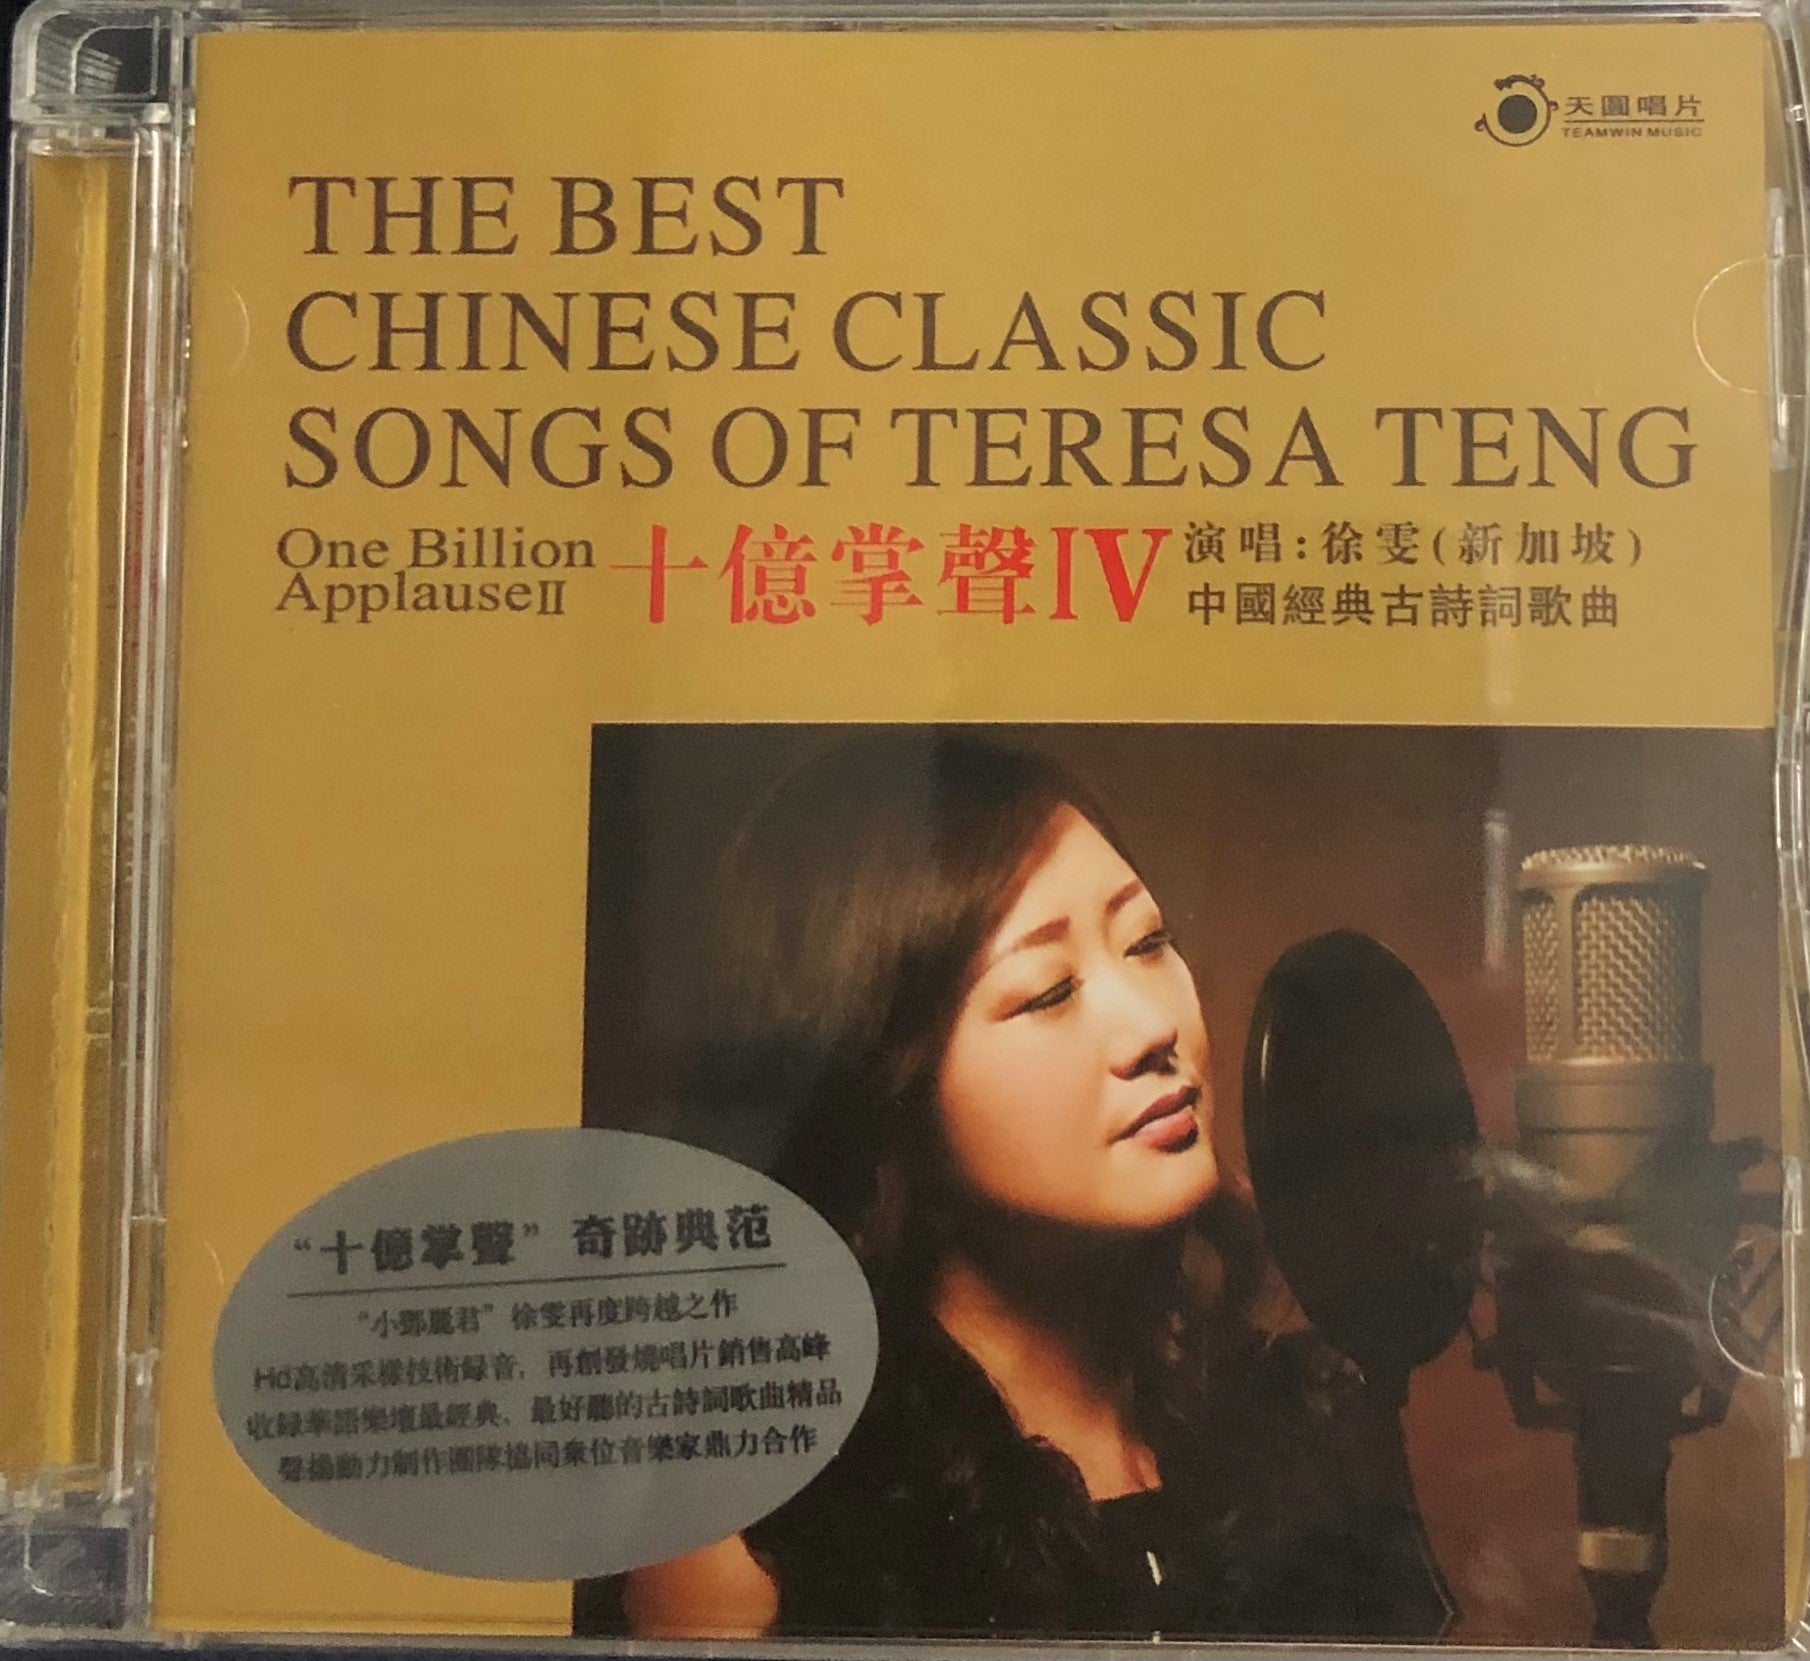 天圓唱片
TEAMWIN MUSIC
THE BEST
CHINESE CLASSIC
SONGS OF TERESA TENG
One Billion
Applause II
十億掌聲IV
演唱:徐雯(新加坡)
中國經典古詩詞歌曲
“十億掌聲” 奇跡典范
“小鄧麗君” 徐雯再度跨越之作
Hd高清采樣技術録音, 再創發燒唱片銷售高峰
收録華語樂壇最經典、最好聽的古詩詞歌曲精品
聲揚動力制作團隊協同衆位音樂家鼎力合作